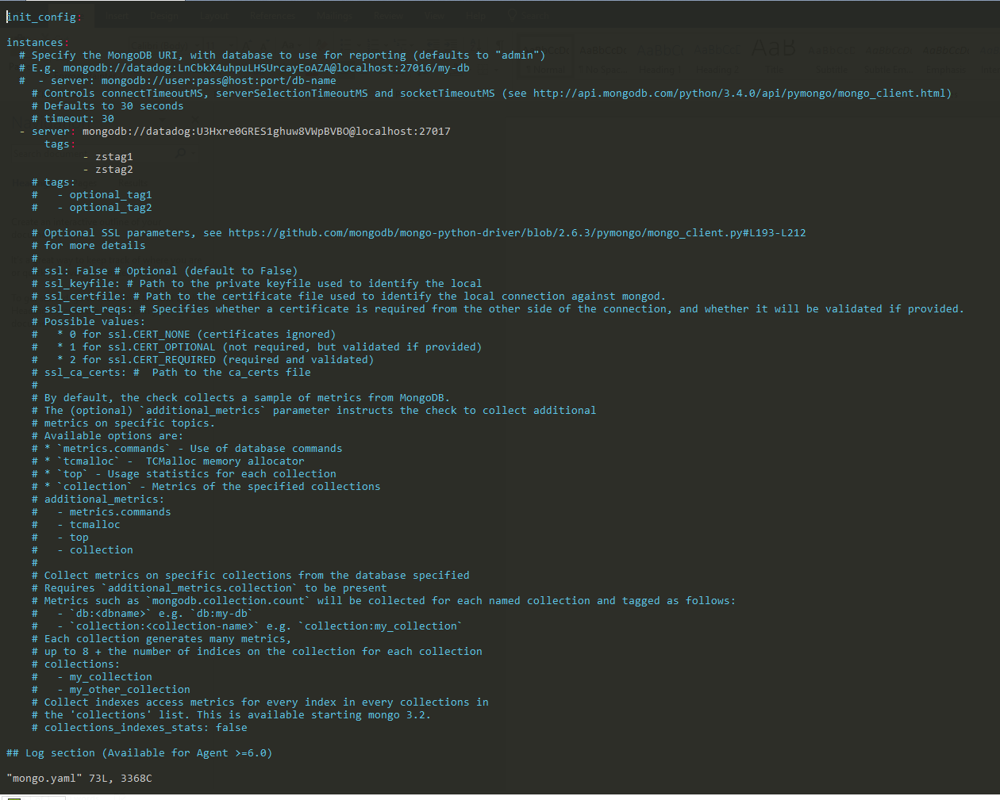 init_config:
instances:
# Specify the MongoDB URI, with database to use for reporting (defaults to "admin")
# E.g. mongodb://datadog:LnCbkX4uhpuLHSUrcayEoAZA@localhost:27016/my-db
#  - server: mongodb://user:pass@host:port/db-name
# Controls connectTimeoutMS, serverSelectionTimeoutMS and socketTimeoutMS (see http://api.mongodb.com/python/3.4.0/api/pymongo/mongo_client.html)
# Defaults to 30 seconds
# timeout: 30
- server: mongodb://datadog:U3Hxre0GRES1ghuw8VWpBVBO@localhost:27017
tags:
- zstag1
- zstag2
# tags:
#   - optional_tag1
#   - optional_tag2
# Optional SSL parameters, see https://github.com/mongodb/mongo-python-driver/blob/2.6.3/pymongo/mongo_client.py#L193-L212
# for more details
#
# ssl: False # Optional (default to False)
# ssl_keyfile: # Path to the private keyfile used to identify the local
# ssl_certfile: # Path to the certificate file used to identify the local connection against mongod.
# ssl_cert_reqs: # Specifies whether a certificate is required from the other side of the connection, and whether it will be validated if provided.
# Possible values:
#   * 0 for ssl.CERT_NONE (certificates ignored)
#   * 1 for ssl.CERT_OPTIONAL (not required, but validated if provided)
#   * 2 for ssl.CERT_REQUIRED (required and validated)
# ssl_ca_certs: #  Path to the ca_certs file
#
# By default, the check collects a sample of metrics from MongoDB.
# The (optional) `additional_metrics` parameter instructs the check to collect additional
# metrics on specific topics.
# Available options are:
# * `metrics.commands` - Use of database commands
# * `tcmalloc` -  TCMalloc memory allocator
# * `top` - Usage statistics for each collection
# * `collection` - Metrics of the specified collections
# additional_metrics:
#   - metrics.commands
#   - tcmalloc
#   - top
#   - collection
#
# Collect metrics on specific collections from the database specified
# Requires `additional_metrics.collection` to be present
# Metrics such as `mongodb.collection.count` will be collected for each named collection and tagged as follows:
#   - `db:<dbname>` e.g. `db:my-db`
#   - `collection:<collection-name>` e.g. `collection:my_collection`
# Each collection generates many metrics,
# up to 8 + the number of indices on the collection for each collection
# collections:
#   - my_collection
#   - my_other_collection
# Collect indexes access metrics for every index in every collections in
# the 'collections' list. This is available starting mongo 3.2.
# collections_indexes_stats: false
## Log section (Available for Agent >=6.0)
"mongo.yaml" 73L, 3368C